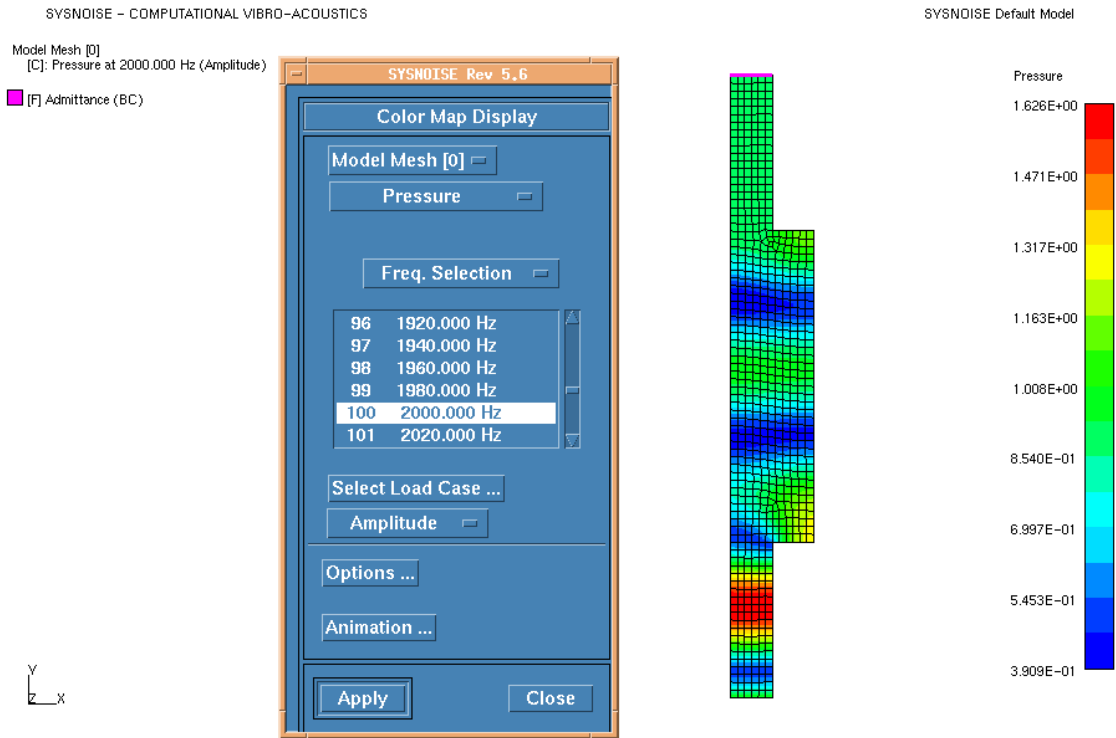 SYSNOISE - COMPUTATIONAL VIBRO-ACOUSTICS
SYSNOISE Default Model
Model Mesh [0]
[C]: Pressure at 2000.000 Hz (Amplitude)
[F] Admittance (BC)
SYSNOISE Rev 5.6
Color Map Display
Model Mesh [0]
Pressure
Freq. Selection
96 1920.000 Hz
97 1940.000 Hz
98 1960.000 Hz
99 1980.000 Hz
100 2000.000 Hz
101 2020.000 Hz
Select Load Case ...
Amplitude
Options ...
Animation ...
Apply
Close
Pressure
1.626E+00
1.471E+00
1.317E+00
1.163E+00
1.008E+00
8.540E-01
6.997E-01
5.453E-01
3.909E-01
Y
Z X